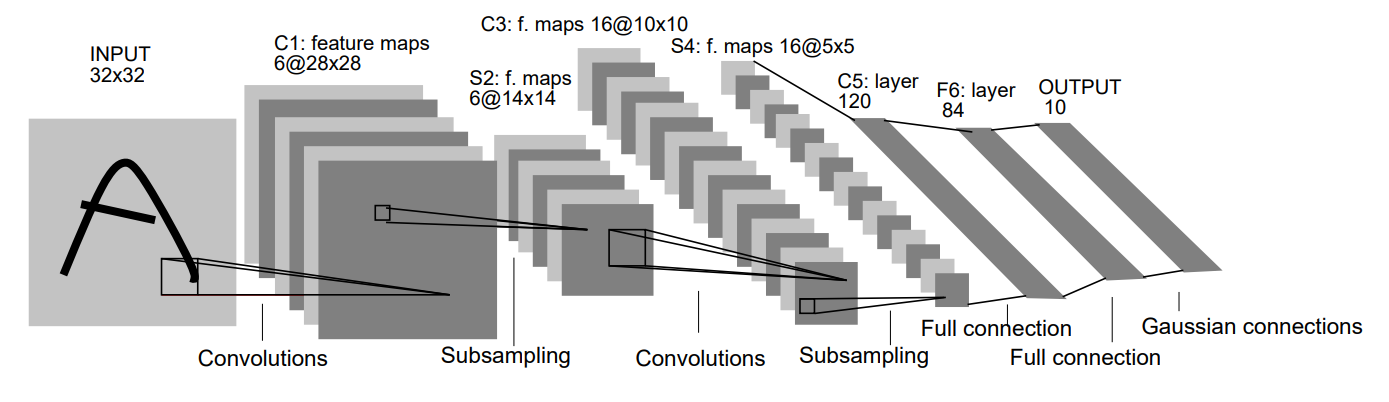 INPUT
32x32
C1: feature maps
6@28x28
S2: f. maps
6@14x14
C3: f. maps 16@10x10
S4: f. maps 16@5x5
C5: layer
120
F6: layer
84
OUTPUT
10
Convolutions
Subsampling
Convolutions
Subsampling
Full connection
Full connection
Gaussian connections